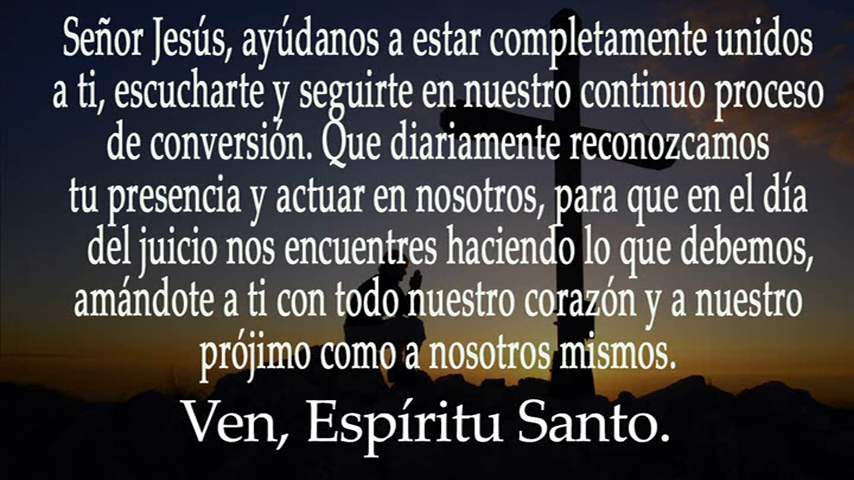 Señor Jesús, ayúdanos a estar completamente unidos
a ti, escucharte y seguirte en nuestro continuo proceso
de conversión. Que diariamente reconozcamos
tu presencia y actuar en nosotros, para que en el día
del juicio nos encuentres haciendo lo que debemos,
amándote a ti con todo nuestro corazón y a nuestro
prójimo como a nosotros mismos.
Ven, Espíritu Santo.